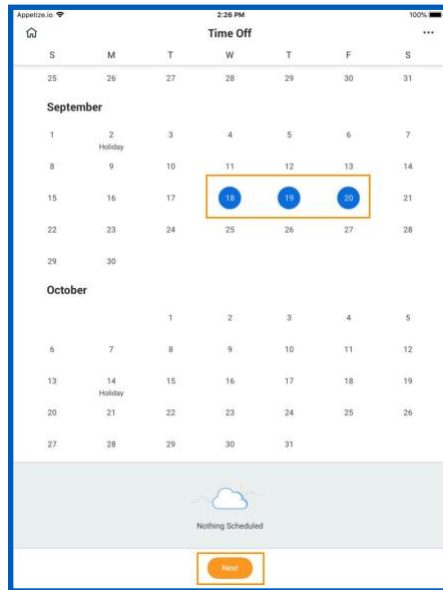 Appetize.io 2:26 PM 100%
Time Off ...
S M T W T F S
25 26 27 28 29 30 31
September
1 2 3 4 5 6 7
Holiday
8 9 10 11 12 13 14
15 16 17 18 19 20 21
22 23 24 25 26 27 28
29 30
October
1 2 3 4 5
6 7 8 9 10 11 12
13 14 15 16 17 18 19
Holiday
20 21 22 23 24 25 26
27 28 29 30 31
Nothing Scheduled
Next